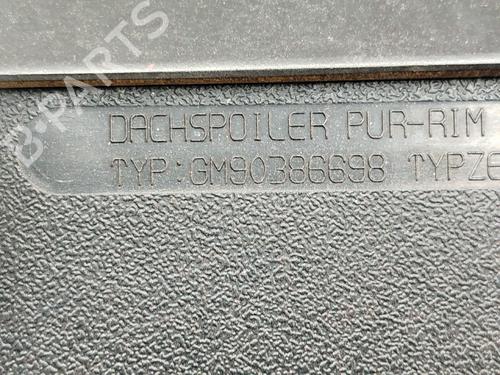 DACHSPOILER PUR-RIM
TYP:GM90386698 TYPZE
B-PARTS